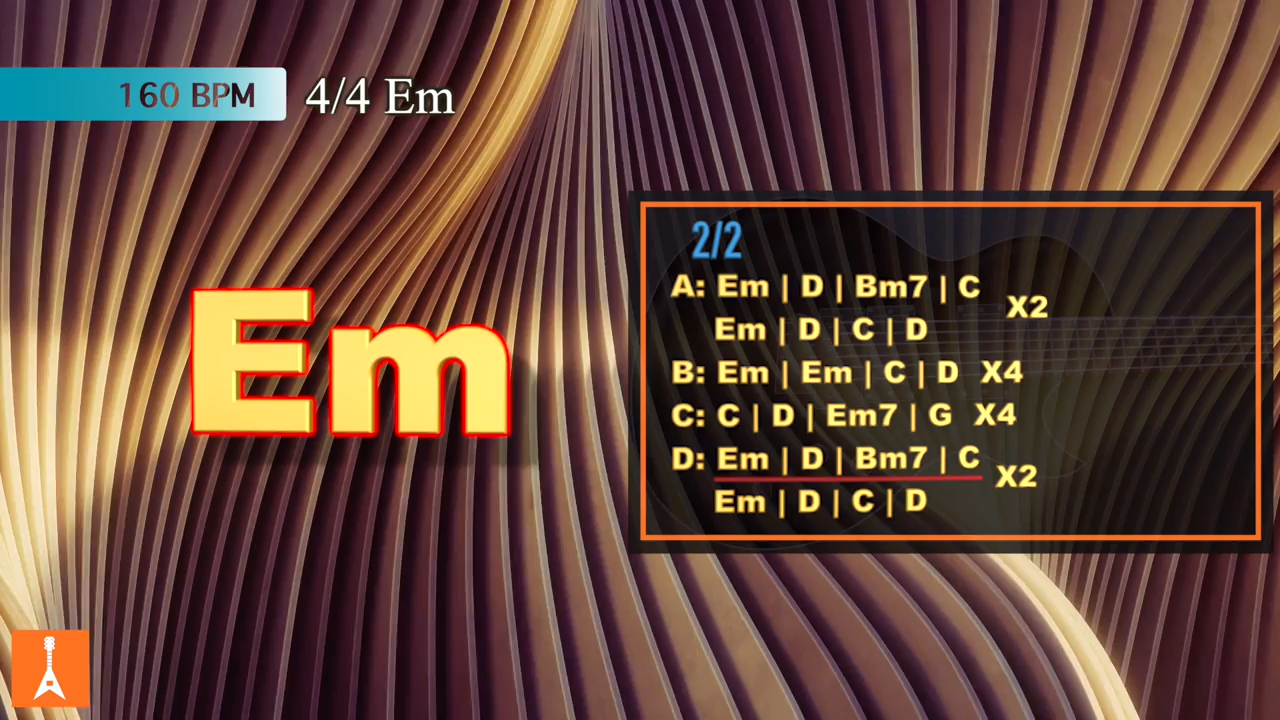 160 BPM 4/4 Em
Em
2/2
A: Em | D | Bm7 | C
X2
Em | D | C | D
B: Em | Em | C | D X4
C: C | D | Em7 | G X4
D: Em | D | Bm7 | C
X2
Em | D | C | D